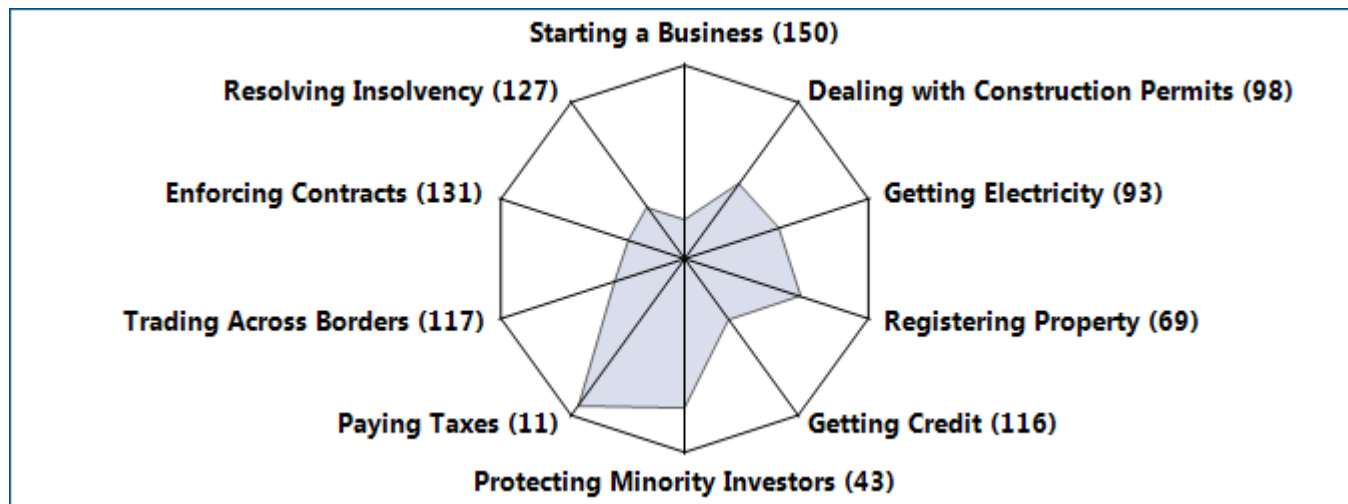 Starting a Business (150)
Resolving Insolvency (127)
Dealing with Construction Permits (98)
Enforcing Contracts (131)
Getting Electricity (93)
Trading Across Borders (117)
Registering Property (69)
Paying Taxes (11)
Getting Credit (116)
Protecting Minority Investors (43)